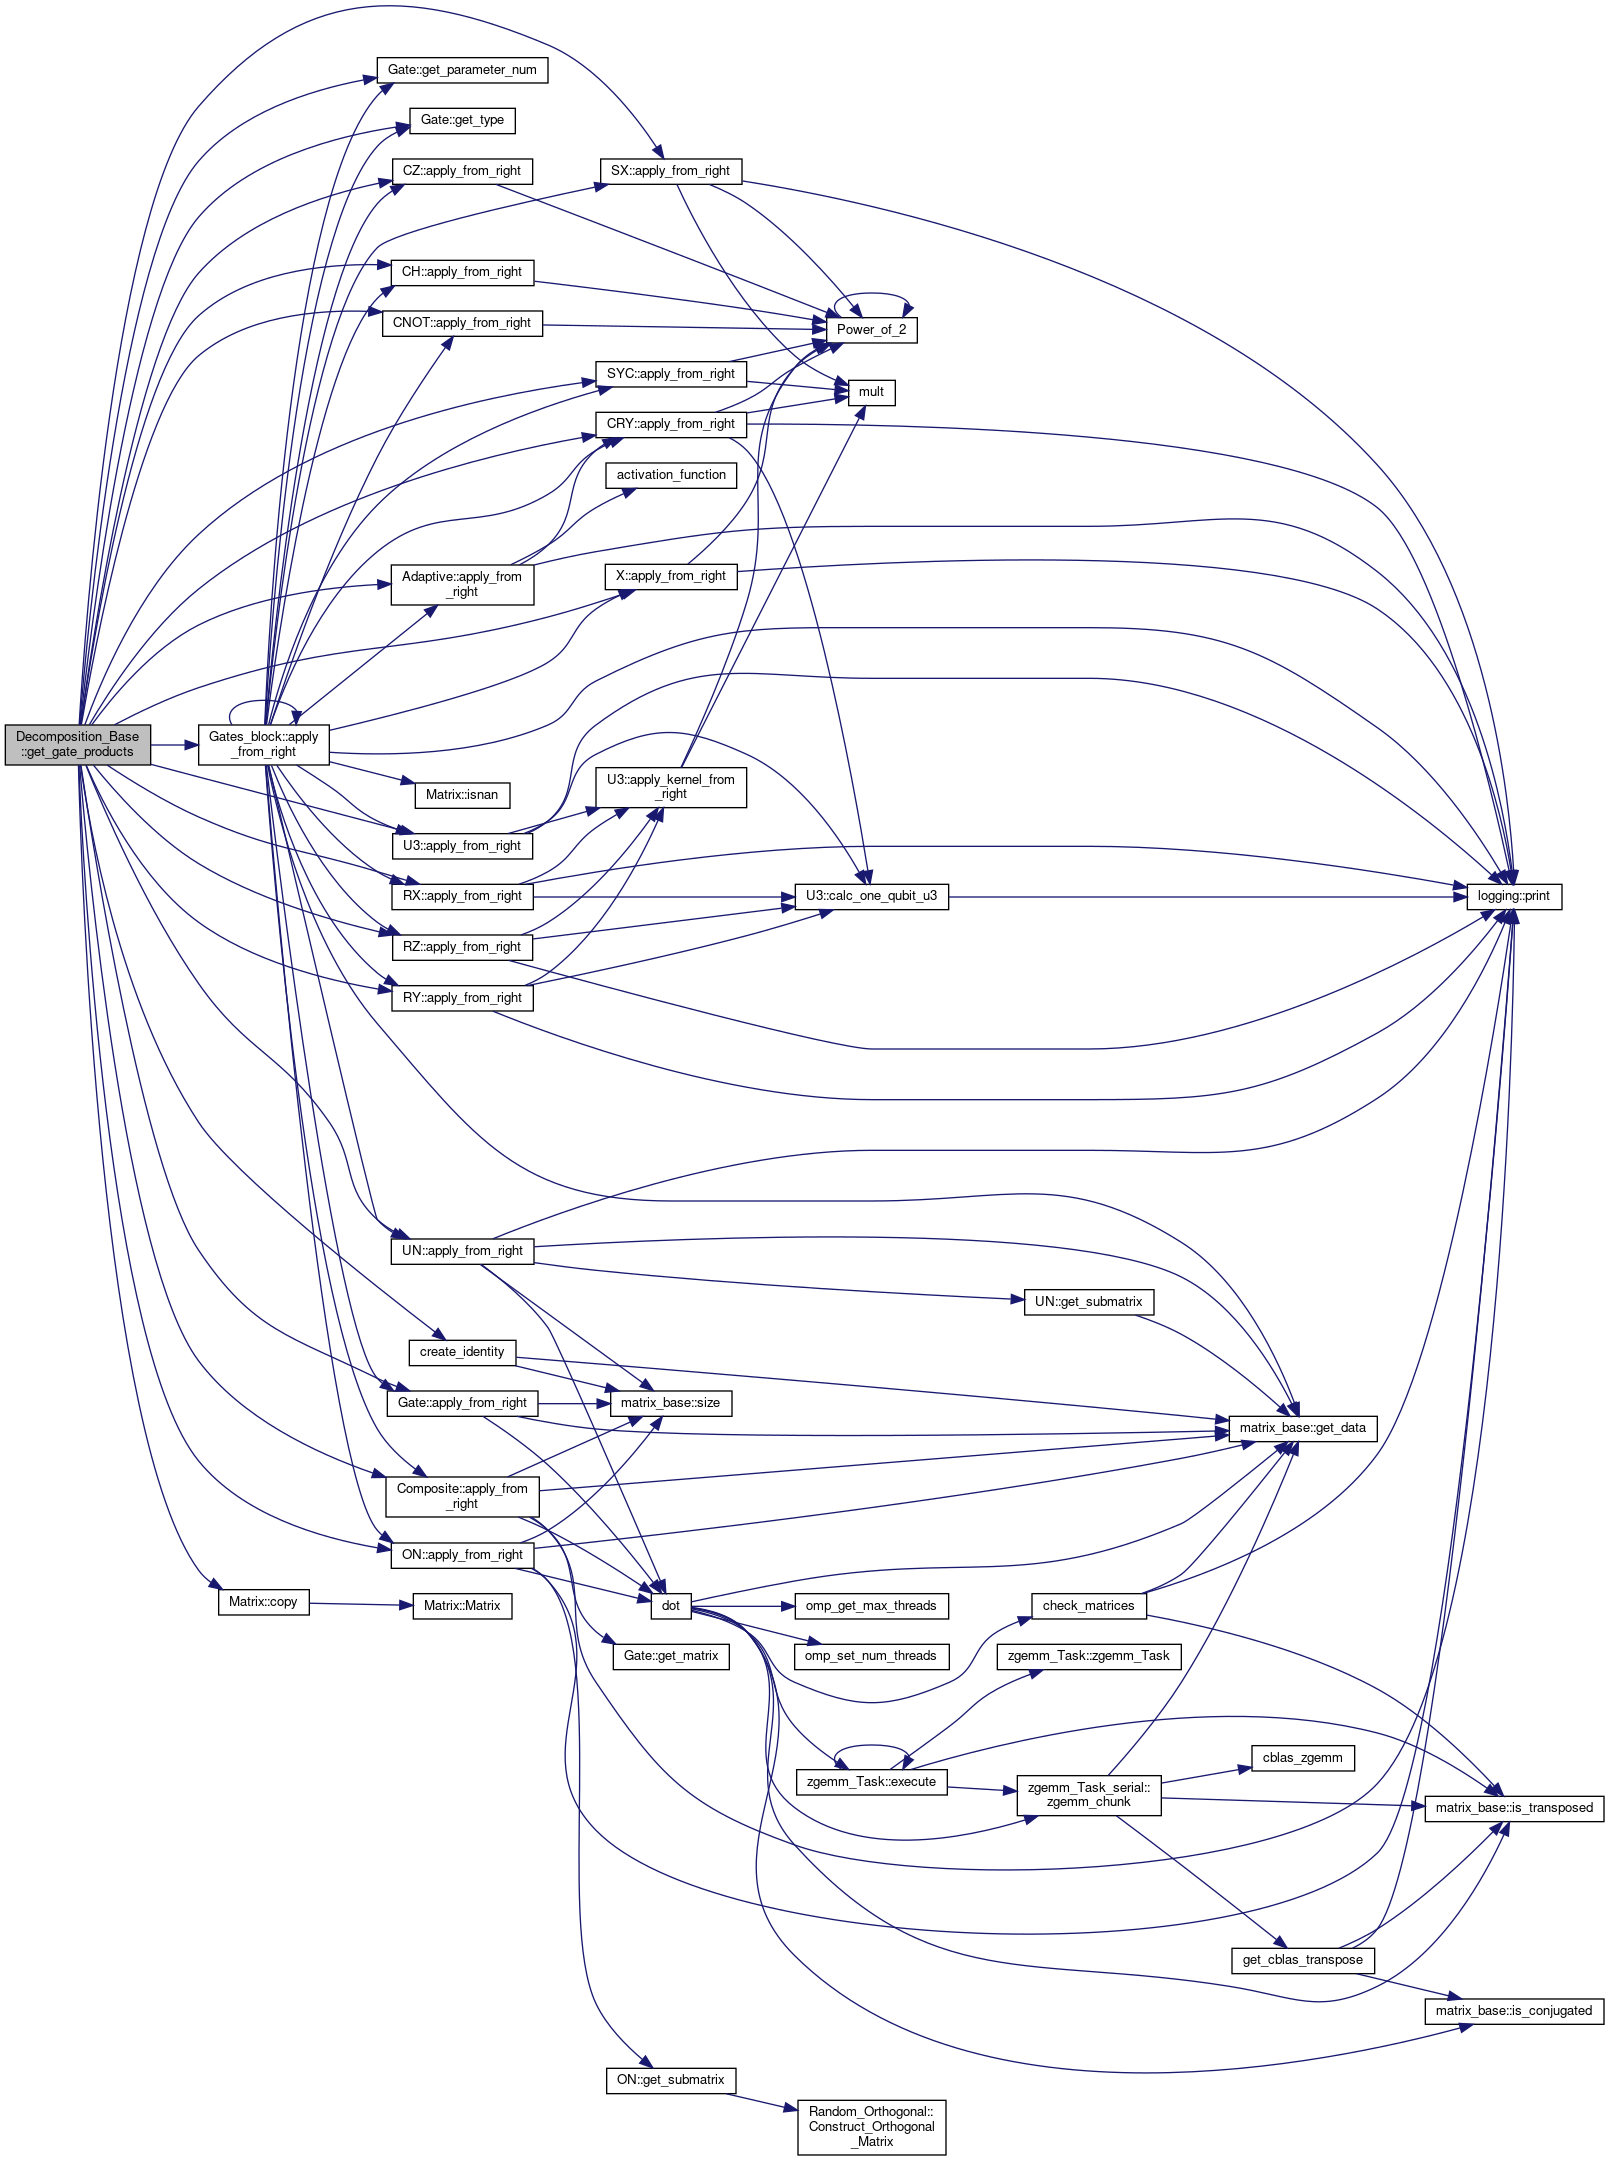 Gate::get_parameter_num
Gate::get_type
CZ::apply_from_right
SX::apply_from_right
CH::apply_from_right
CNOT::apply_from_right
Power_of_2
SYC::apply_from_right
mult
CRY::apply_from_right
activation_function
Adaptive::apply_from
_right
X::apply_from_right
Decomposition_Base
::get_gate_products
Gates_block::apply
_from_right
Matrix::isnan
U3::apply_kernel_from
_right
U3::apply_from_right
RX::apply_from_right
U3::calc_one_qubit_u3
logging::print
RZ::apply_from_right
RY::apply_from_right
UN::apply_from_right
UN::get_submatrix
create_identity
Gate::apply_from_right
matrix_base::size
matrix_base::get_data
Composite::apply_from
_right
ON::apply_from_right
Matrix::copy
Matrix::Matrix
dot
omp_get_max_threads
check_matrices
Gate::get_matrix
omp_set_num_threads
zgemm_Task::zgemm_Task
cblas_zgemm
zgemm_Task::execute
zgemm_Task_serial::
zgemm_chunk
matrix_base::is_transposed
get_cblas_transpose
matrix_base::is_conjugated
ON::get_submatrix
Random_Orthogonal::
Construct_Orthogonal
_Matrix